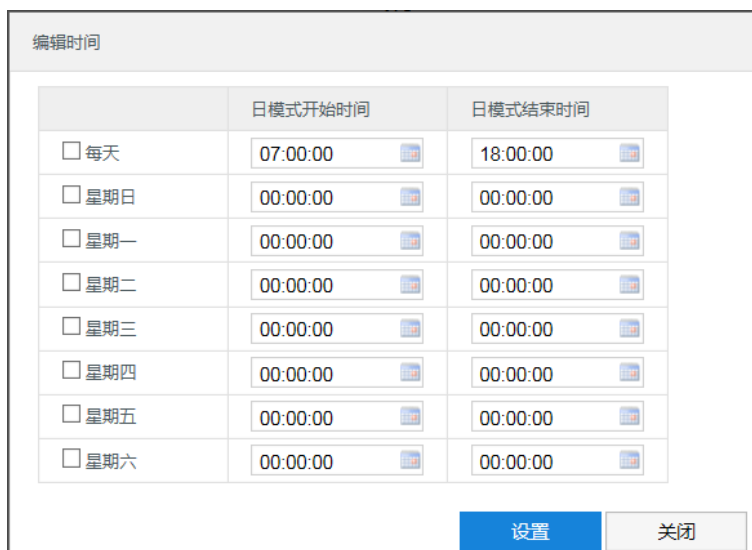 编辑时间
日模式开始时间 日模式结束时间
每天 07:00:00 18:00:00
星期日 00:00:00 00:00:00
星期一 00:00:00 00:00:00
星期二 00:00:00 00:00:00
星期三 00:00:00 00:00:00
星期四 00:00:00 00:00:00
星期五 00:00:00 00:00:00
星期六 00:00:00 00:00:00
设置 关闭